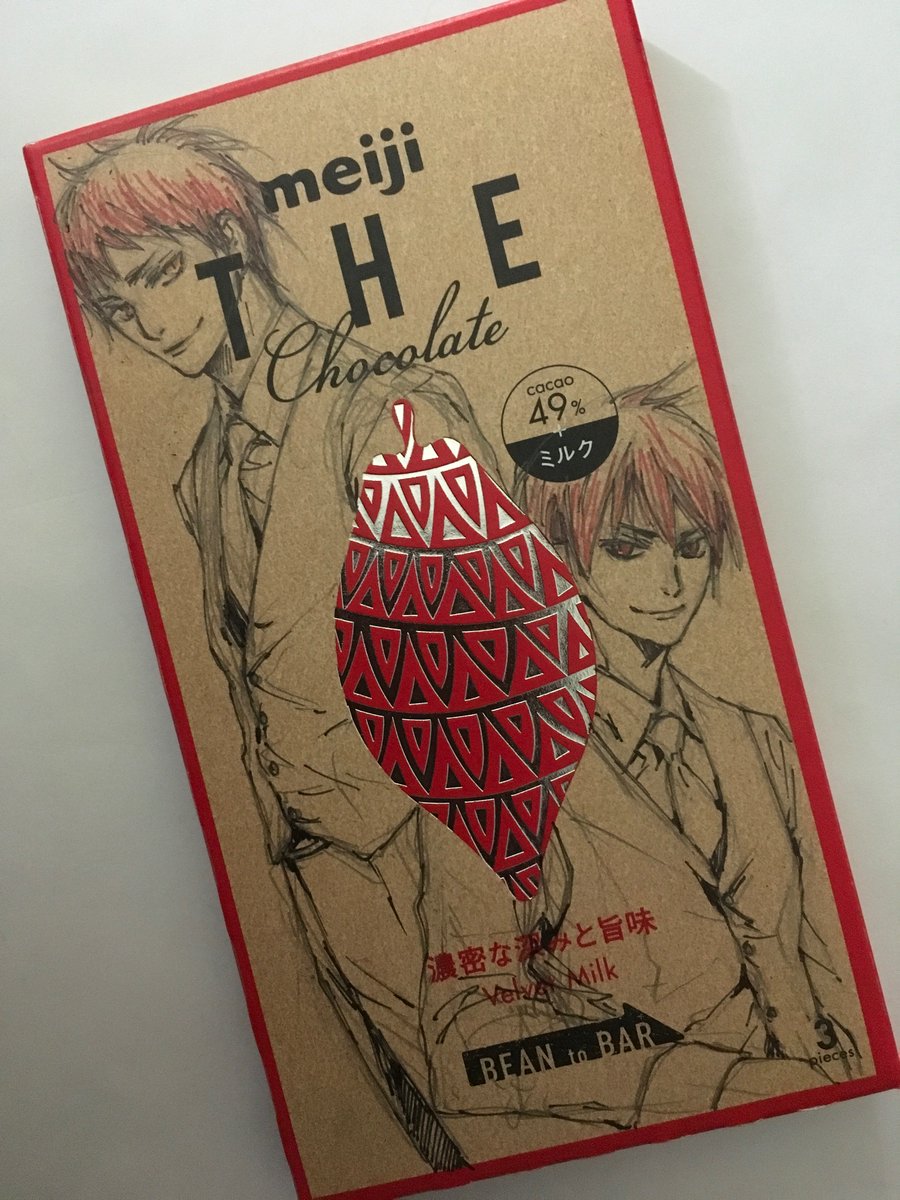 meiji
THE
Chocolate
cacao
49%
+
ミルク
濃密な深みと旨味
Velvet Milk
BEAN to BAR
3
pieces